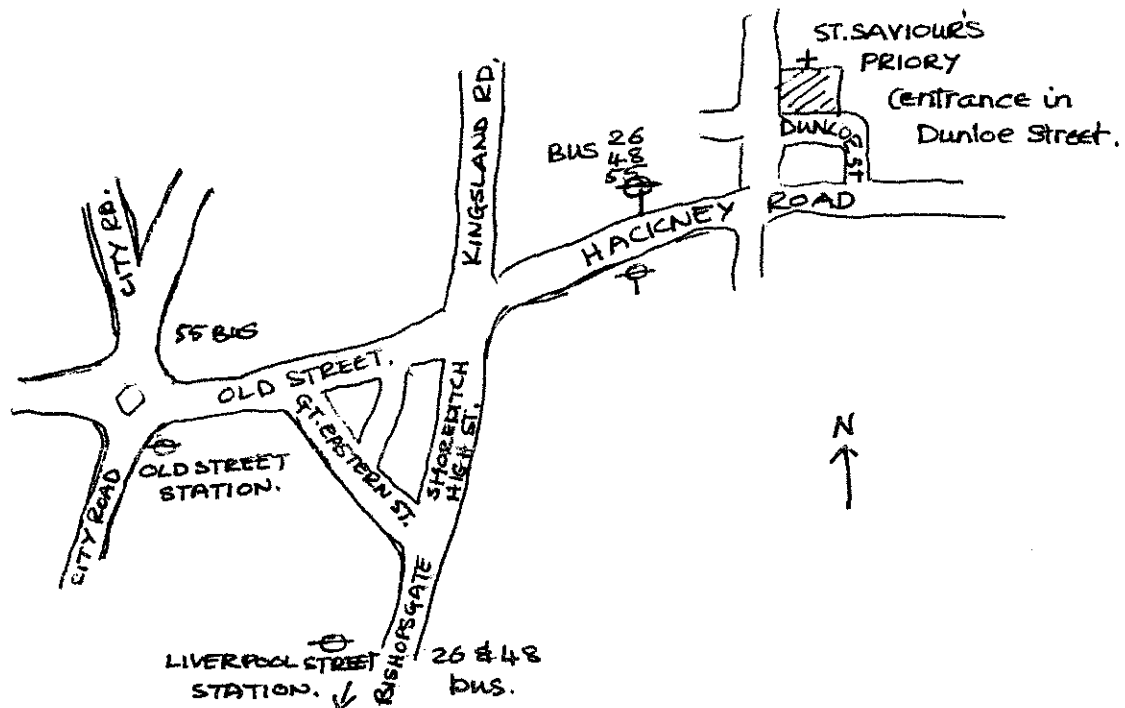 ST. SAVIOUR'S
PRIORY
(entrance in
Dunloe Street.
DUNLOE ST
BUS 26
48
55
KINGSLAND RD.
HACKNEY ROAD
CITY RD.
55 BUS
OLD STREET.
GT. EASTERN ST.
SHOREDITCH
HIGH ST.
N
OLD STREET
STATION.
CITY ROAD
BISHOPSGATE
LIVERPOOL STREET
STATION.
26 & 48
bus.